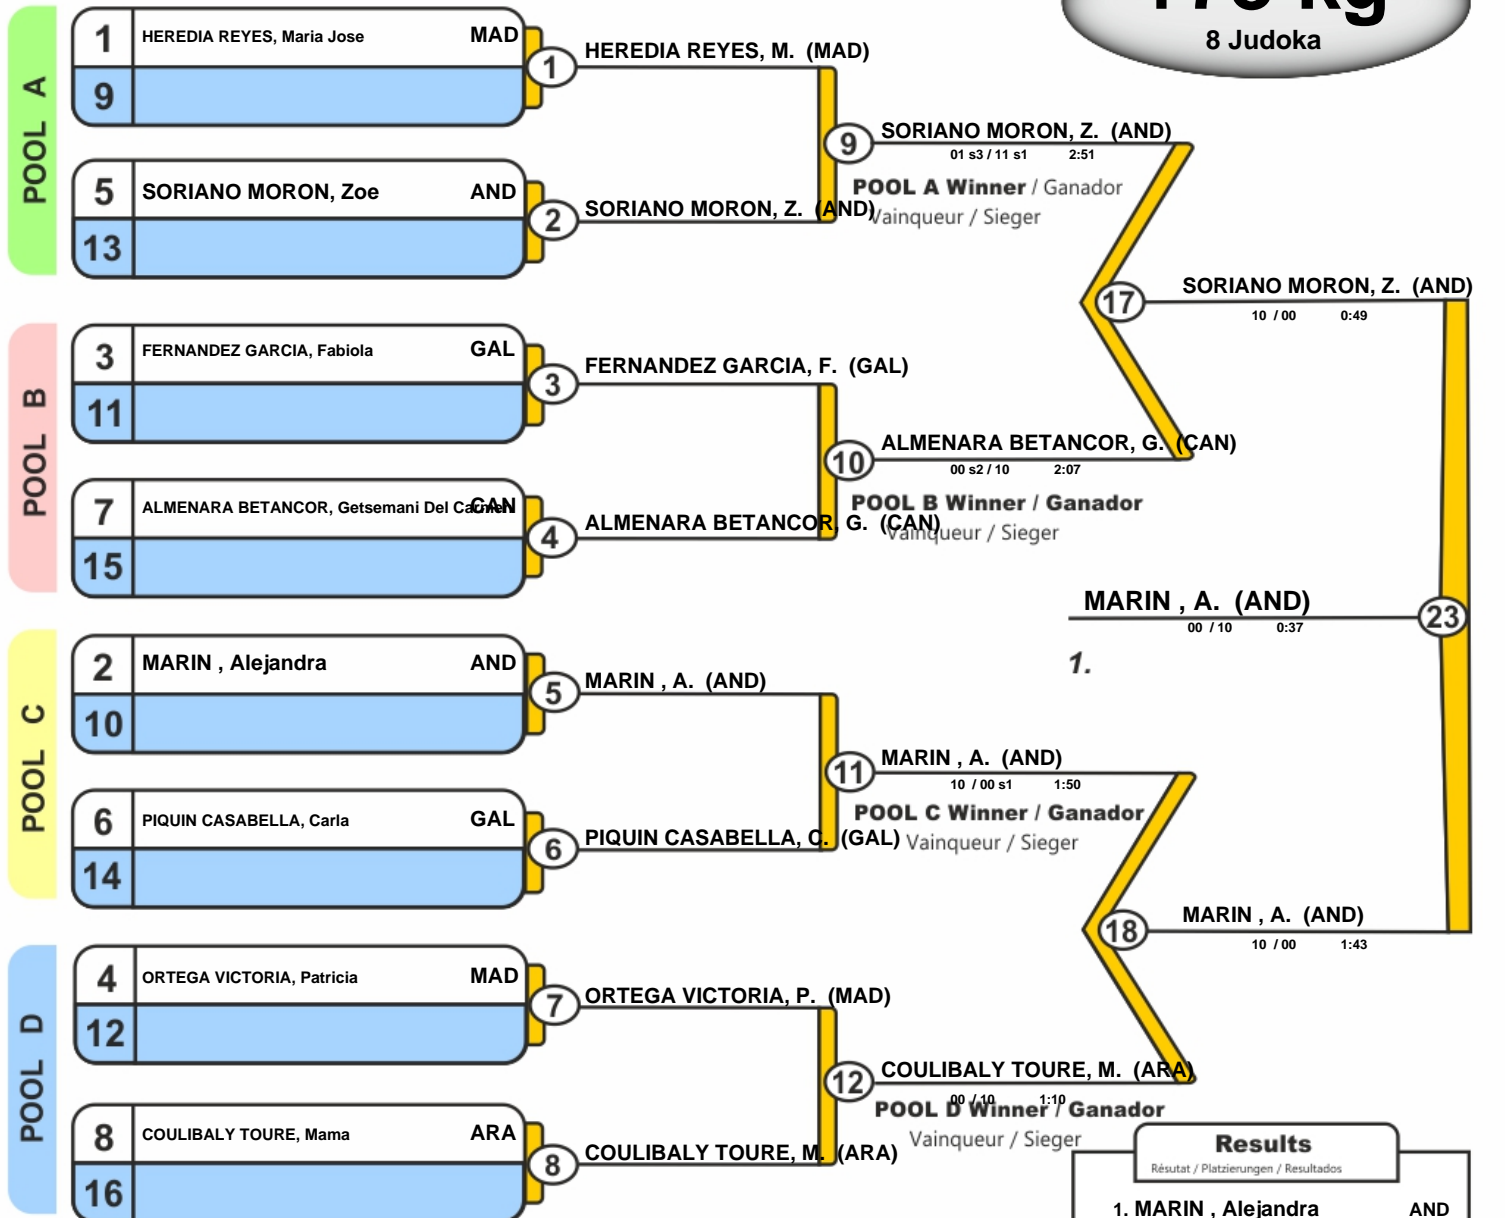 8 Judoka
POOL A
1 HEREDIA REYES, Maria Jose MAD
9
1 HEREDIA REYES, M. (MAD)
5 SORIANO MORON, Zoe AND
13
2 SORIANO MORON, Z. (AND)
9 SORIANO MORON, Z. (AND)
01 s3 / 11 s1 2:51
POOL A Winner / Ganador
Vainqueur / Sieger
POOL B
3 FERNANDEZ GARCIA, Fabiola GAL
11
3 FERNANDEZ GARCIA, F. (GAL)
7 ALMENARA BETANCOR, Getsemani Del Carmen CAN
15
4 ALMENARA BETANCOR, G. (CAN)
10 ALMENARA BETANCOR, G. (CAN)
00 s2 / 10 2:07
POOL B Winner / Ganador
Vainqueur / Sieger
17 SORIANO MORON, Z. (AND)
10 / 00 0:49
MARIN , A. (AND) 23
00 / 10 0:37
1.
POOL C
2 MARIN , Alejandra AND
10
5 MARIN , A. (AND)
6 PIQUIN CASABELLA, Carla GAL
14
6 PIQUIN CASABELLA, C. (GAL)
11 MARIN , A. (AND)
10 / 00 s1 1:50
POOL C Winner / Ganador
Vainqueur / Sieger
18 MARIN , A. (AND)
10 / 00 1:43
POOL D
4 ORTEGA VICTORIA, Patricia MAD
12
7 ORTEGA VICTORIA, P. (MAD)
8 COULIBALY TOURE, Mama ARA
16
8 COULIBALY TOURE, M. (ARA)
12 COULIBALY TOURE, M. (ARA)
00 / 10 1:10
POOL D Winner / Ganador
Vainqueur / Sieger
Results
Résutat / Platzierungen / Resultados
1. MARIN , Alejandra AND